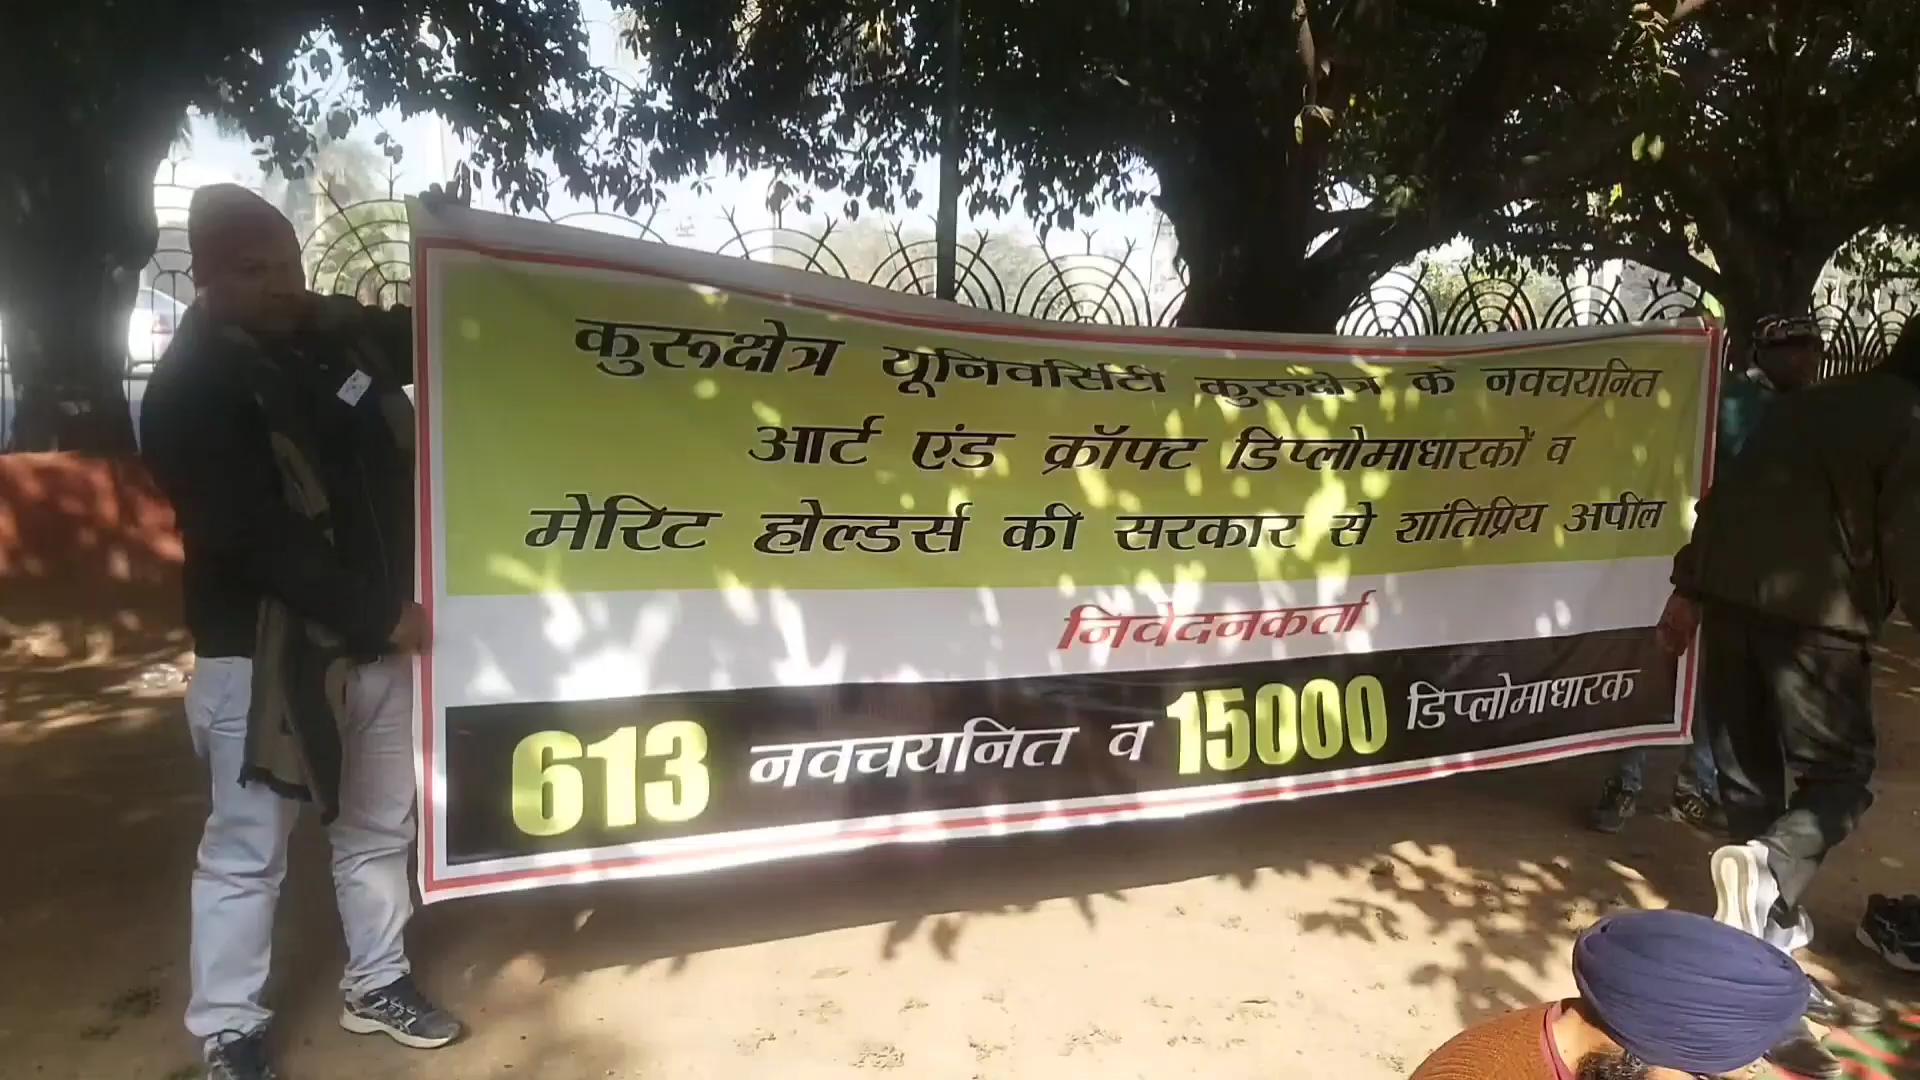 कुरूक्षेत्र यूनिवर्सिटी कुरूक्षेत्र के नवचयनित
आर्ट एंड क्रॉफ्ट डिप्लोमाधारकों व
मेरिट होल्डर्स की सरकार से शांतिप्रिय अपील
निवेदनकर्ता
613 नवचयनित व 15000 डिप्लोमाधारक